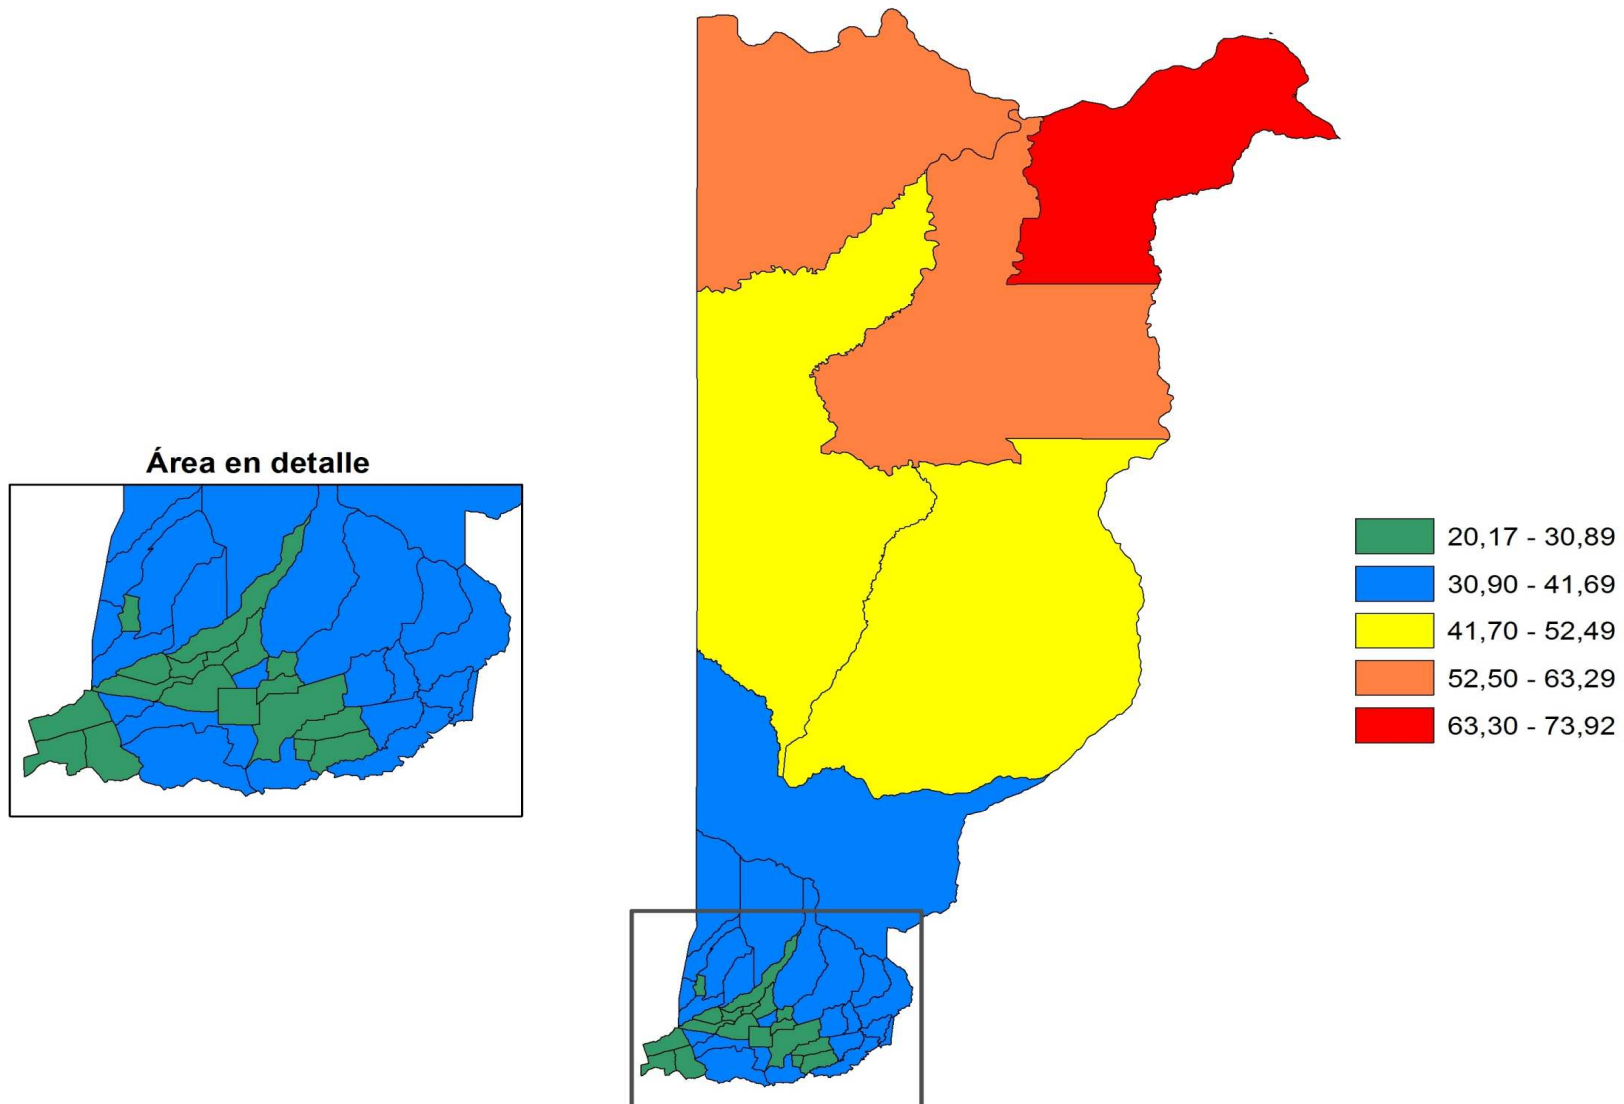 Área en detalle
20,17 - 30,89
30,90 - 41,69
41,70 - 52,49
52,50 - 63,29
63,30 - 73,92